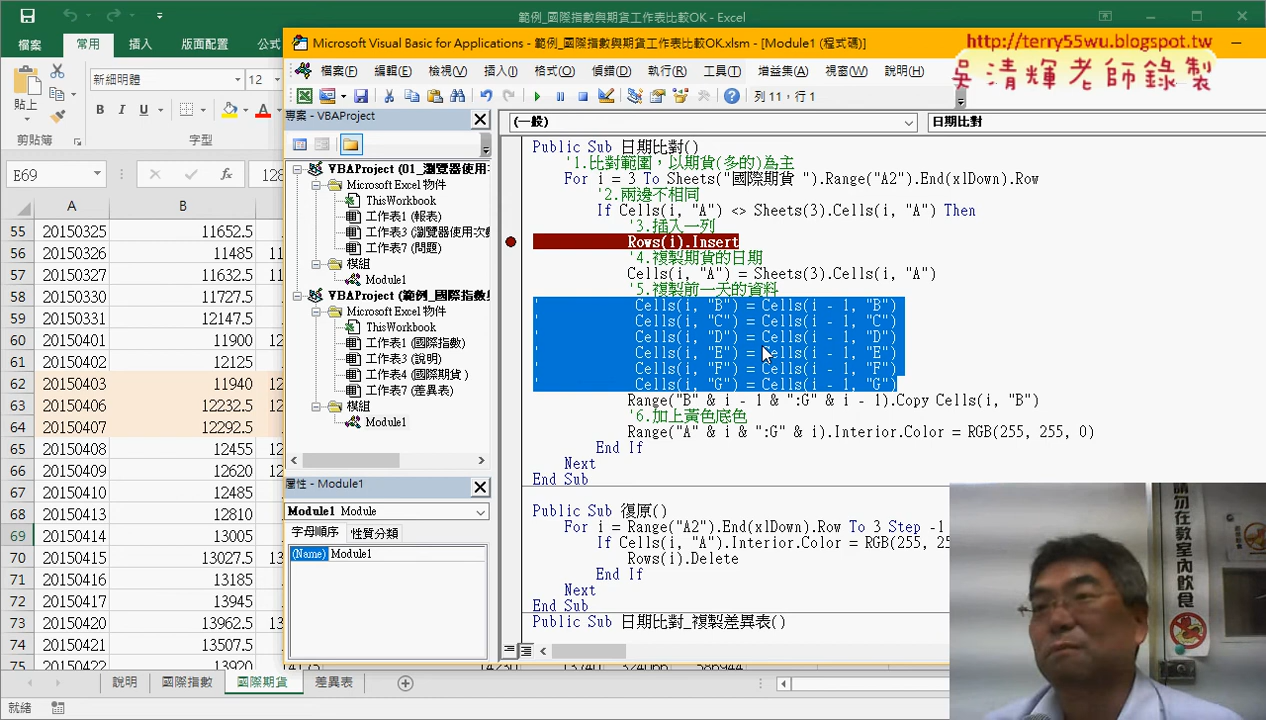 範例_國際指數與期貨工作表比較OK - Excel
檔案 常用 插入 版面配置 公式
貼上 新細明體 12
B I U A
剪貼簿 字型
E69
A B
55 20150325 11652.5
56 20150326 11485
57 20150327 11632.5
58 20150330 11727.5
59 20150331 12147.5
60 20150401 11900
61 20150402 12125
62 20150403 11940
63 20150406 12232.5
64 20150407 12292.5
65 20150408 12455
66 20150409 12620
67 20150410 12485
68 20150413 12810
69 20150414 13005
70 20150415 13027.5
71 20150416 13185
72 20150417 13945
73 20150420 13962.5
74 20150421 13507.5
75 20150422 13920
說明 國際指數 國際期貨 差異表
就緒
Microsoft Visual Basic for Applications - 範例_國際指數與期貨工作表比較OK.xlsm - [Module1 (程式碼)]
http://terry55wu.blogspot.tw
吳清輝老師錄製
檔案(F) 編輯(E) 檢視(V) 插入(I) 格式(O) 偵錯(D) 執行(R) 工具(T) 增益集(A) 視窗(W) 說明(H)
列 11，行 1
專案 - VBAProject
VBAProject (01_瀏覽器使用
Microsoft Excel 物件
ThisWorkbook
工作表1 (報表)
工作表3 (瀏覽器使用次
工作表7 (問題)
模組
Module1
VBAProject (範例_國際指數
Microsoft Excel 物件
ThisWorkbook
工作表1 (國際指數)
工作表3 (說明)
工作表4 (國際期貨 )
工作表7 (差異表)
模組
Module1
屬性 - Module1
Module1 Module
字母順序 性質分類
(Name) Module1
(一般) 日期比對
Public Sub 日期比對()
'1.比對範圍，以期貨(多的)為主
For i = 3 To Sheets("國際期貨 ").Range("A2").End(xlDown).Row
'2.兩邊不相同
If Cells(i, "A") <> Sheets(3).Cells(i, "A") Then
'3.插入一列
Rows(i).Insert
'4.複製期貨的日期
Cells(i, "A") = Sheets(3).Cells(i, "A")
'5.複製前一天的資料
' Cells(i, "B") = Cells(i - 1, "B")
' Cells(i, "C") = Cells(i - 1, "C")
' Cells(i, "D") = Cells(i - 1, "D")
' Cells(i, "E") = Cells(i - 1, "E")
' Cells(i, "F") = Cells(i - 1, "F")
' Cells(i, "G") = Cells(i - 1, "G")
Range("B" & i - 1 & ":G" & i - 1).Copy Cells(i, "B")
'6.加上黃色底色
Range("A" & i & ":G" & i).Interior.Color = RGB(255, 255, 0)
End If
Next
End Sub
Public Sub 復原()
For i = Range("A2").End(xlDown).Row To 3 Step -1
If Cells(i, "A").Interior.Color = RGB(255, 25
Rows(i).Delete
End If
Next
End Sub
Public Sub 日期比對_複製差異表()
請勿在教室內飲食